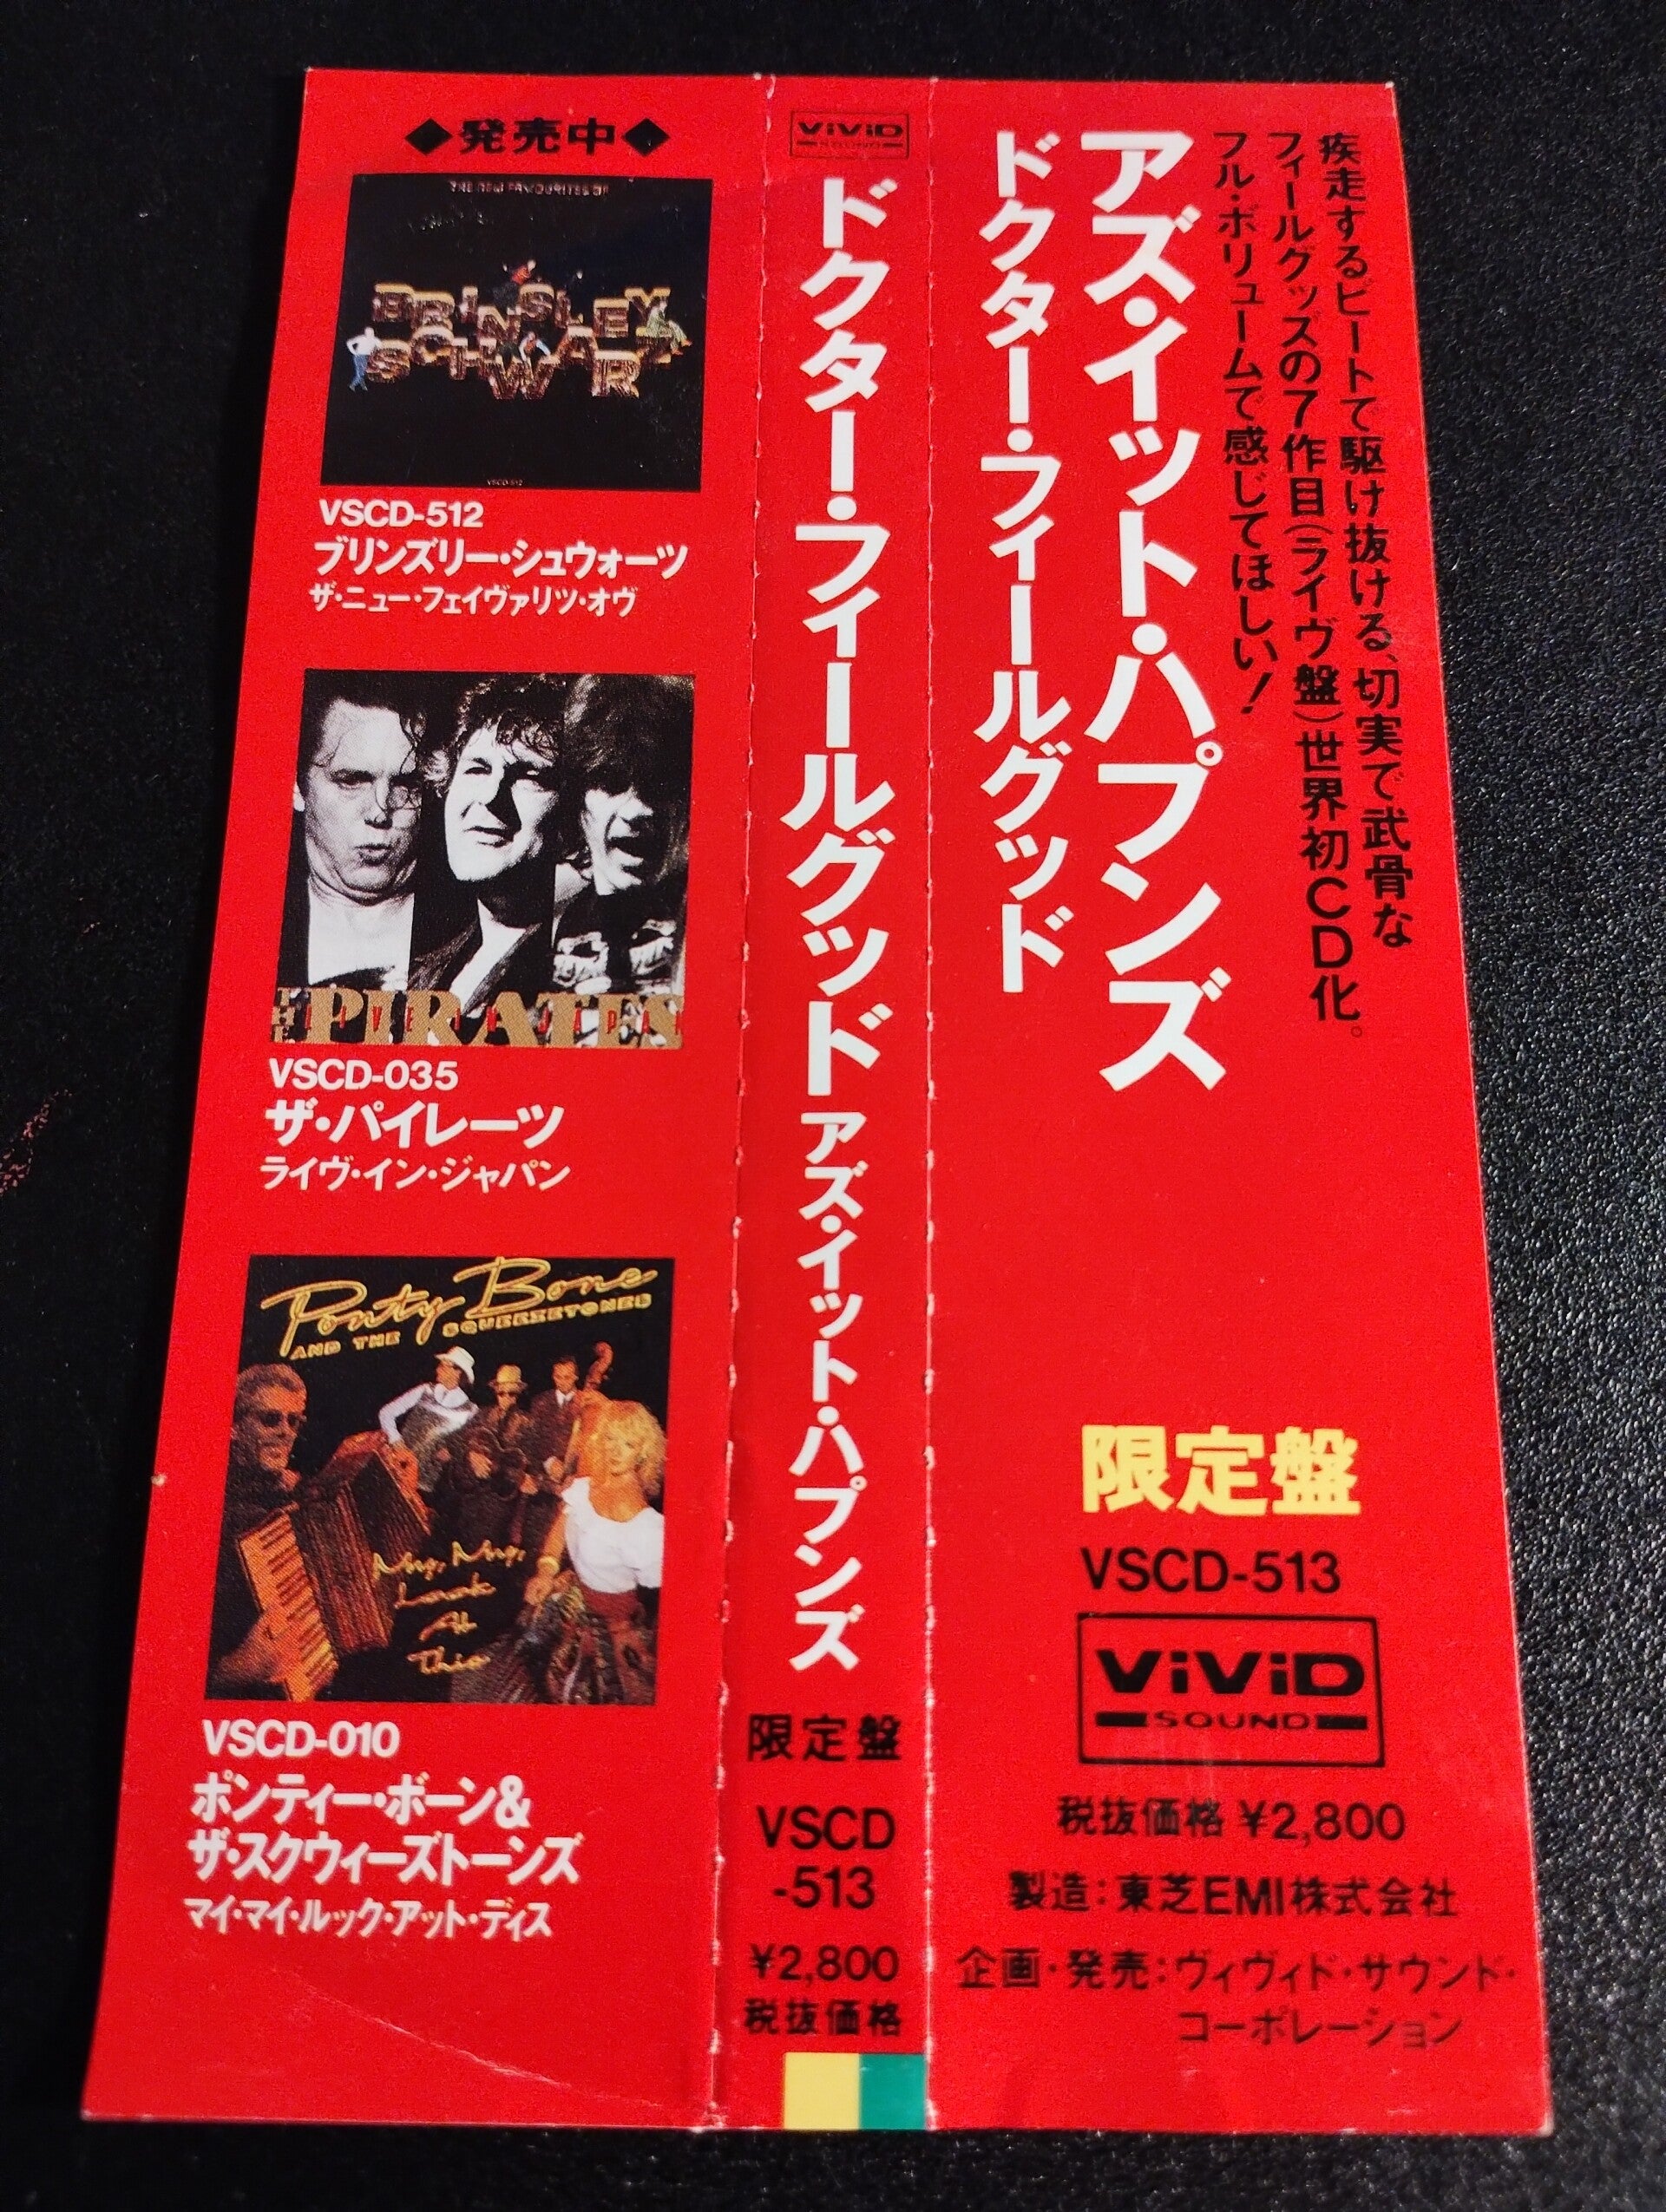 疾走するビートで駆け抜ける、切実で武骨な
フィールグッズの7作目(ライヴ盤)世界初CD化。
フル・ボリュームで感じてほしい!
アズ・イット・ハプンズ
ドクター・フィールグッド
限定盤
VSCD-513
ViViD
SOUND
税抜価格 ¥2,800
製造:東芝EMI株式会社
企画・発売:ヴィヴィド・サウンド・
コーポレーション
ViViD
SOUND
ドクター・フィールグッド アズ・イット・ハプンズ
限定盤
VSCD
-513
¥2,800
税抜価格
◆発売中◆
THE NEW FAVOURITES OF
BRINSLEY
SCHWARZ
VSCD-512
VSCD-512
ブリンズリー・シュウォーツ
ザ・ニュー・フェイヴァリツ・オヴ
THE PIRATES
LIVE IN JAPAN
VSCD-035
ザ・パイレーツ
ライヴ・イン・ジャパン
Ponty Bone
AND THE SQUEEZETONES
My, My,
Look
At
This
VSCD-010
ポンティー・ボーン&
ザ・スクウィーズトーンズ
マイ・マイ・ルック・アット・ディス